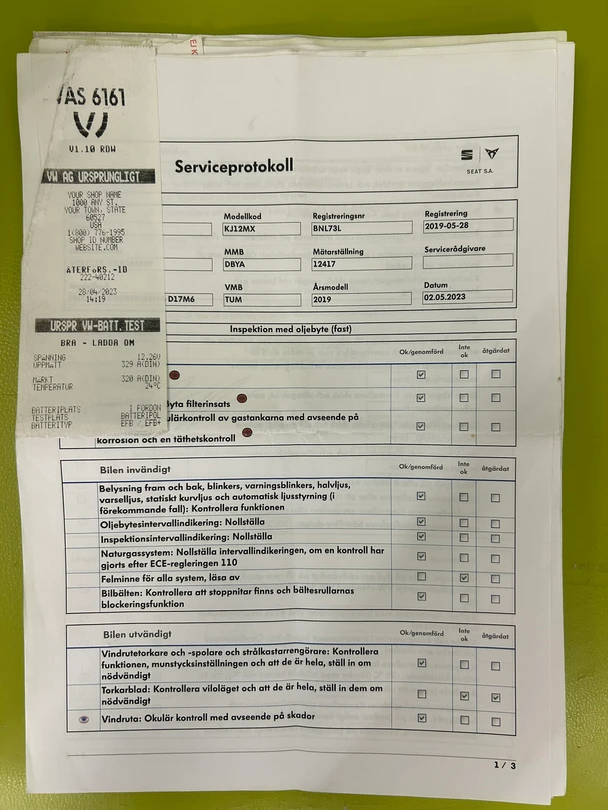 VAS 6161
V1.10 RDW
VW AG URSPRUNGLIGT
YOUR SHOP NAME
1000 ANY ST.
YOUR TOWN, STATE
60527
USA
1(800) 776-1995
SHOP ID NUMBER
WEBSITE.COM
ÅTERFöRS.-ID
222-40212
28/04/2023
14:19
URSPR VW-BATT.TEST
BRA - LADDA OM
SPäNNING 12.26V
UPPMäTT 329 A(DIN)
MäRKT 320 A(DIN)
TEMPERATUR 24°C
BATTERIPLATS I FORDON
TESTPLATS BATTERIPOL
BATTERITYP EFB / EFB+
Serviceprotokoll
SEAT S.A.
Modellkod Registreringsnr Registrering
KJ12MX BNL73L 2019-05-28
MMB Mätarställning Servicerådgivare
DBYA 12417
VMB Årsmodell Datum
D17M6 TUM 2019 02.05.2023
Inspektion med oljebyte (fast)
Ok/genomförd Inte ok åtgärdat
yta filterinsats
ulärkontroll av gastankarna med avseende på
korrosion och en täthetskontroll
Bilen invändigt Ok/genomförd Inte ok åtgärdat
Belysning fram och bak, blinkers, varningsblinkers, halvljus,
varselljus, statiskt kurvljus och automatisk ljusstyrning (i
förekommande fall): Kontrollera funktionen
Oljebytesintervallindikering: Nollställa
Inspektionsintervallindikering: Nollställa
Naturgassystem: Nollställa intervallindikeringen, om en kontroll har
gjorts efter ECE-regleringen 110
Felminne för alla system, läsa av
Bilbälten: Kontrollera att stoppnitar finns och bältesrullarnas
blockeringsfunktion
Bilen utvändigt Ok/genomförd Inte ok åtgärdat
Vindrutetorkare och -spolare och strålkastarrengörare: Kontrollera
funktionen, munstycksinställningen och att de är hela, ställ in om
nödvändigt
Torkarblad: Kontrollera viloläget och att de är hela, ställ in dem om
nödvändigt
Vindruta: Okulär kontroll med avseende på skador
1 / 3